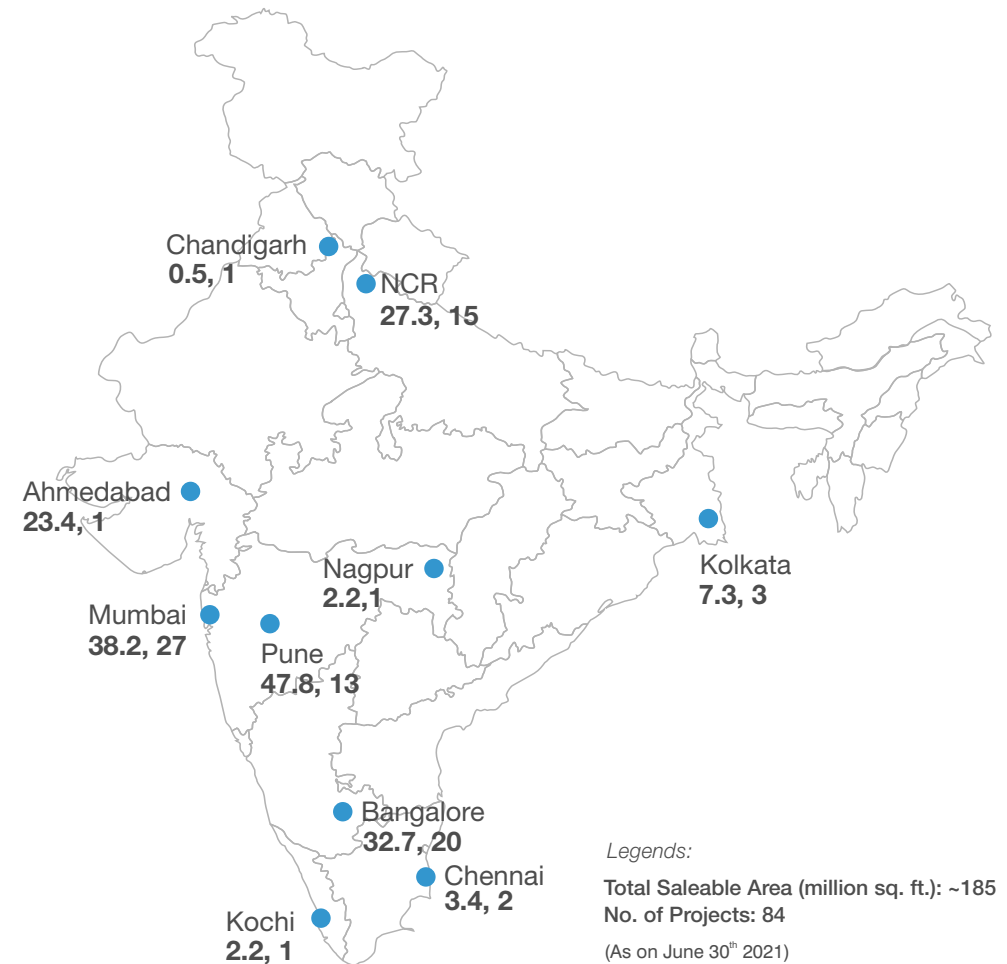 Chandigarh
0.5, 1
NCR
27.3, 15
Ahmedabad
23.4, 1
Nagpur
2.2,1
Kolkata
7.3, 3
Mumbai
38.2, 27
Pune
47.8, 13
Bangalore
32.7, 20
Chennai
3.4, 2
Kochi
2.2, 1
Legends:
Total Saleable Area (million sq. ft.): ~185
No. of Projects: 84
(As on June 30th 2021)